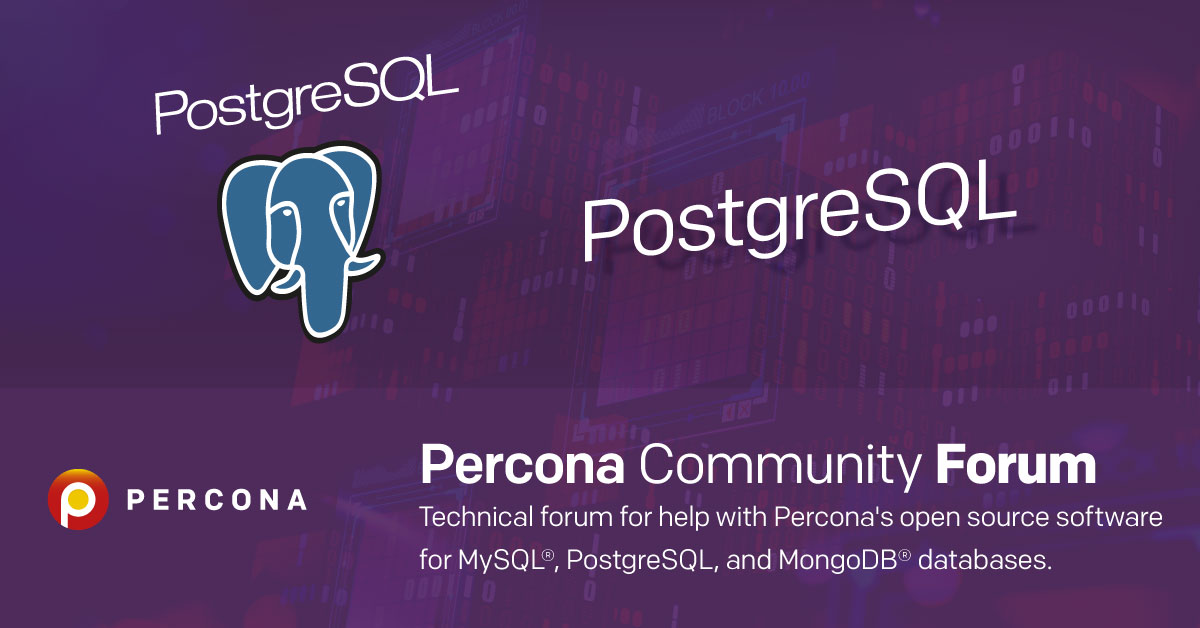 PostgreSQL
PostgreSQL
BLOCK 10.00
PERCONA
Percona Community Forum
Technical forum for help with Percona's open source software
for MySQL®, PostgreSQL, and MongoDB® databases.